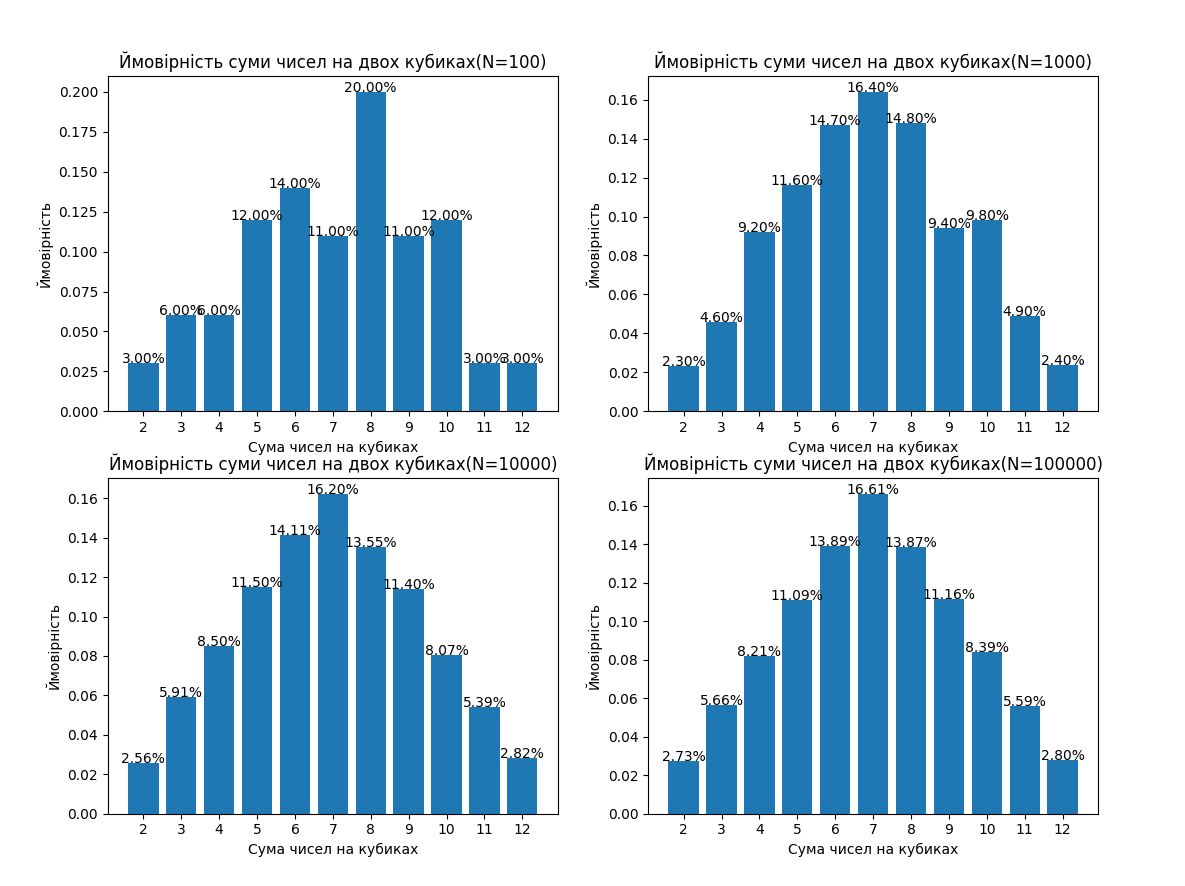 Ймовірність суми чисел на двох кубиках(N=100)
Ймовірність
0.200
0.175
0.150
0.125
0.100
0.075
0.050
0.025
0.000
3.00% 6.00% 6.00% 12.00% 14.00% 11.00% 20.00% 11.00% 12.00% 3.00% 3.00%
2 3 4 5 6 7 8 9 10 11 12
Сума чисел на кубиках
Ймовірність суми чисел на двох кубиках(N=1000)
Ймовірність
0.16
0.14
0.12
0.10
0.08
0.06
0.04
0.02
0.00
2.30% 4.60% 9.20% 11.60% 14.70% 16.40% 14.80% 9.40% 9.80% 4.90% 2.40%
2 3 4 5 6 7 8 9 10 11 12
Сума чисел на кубиках
Ймовірність суми чисел на двох кубиках(N=10000)
Ймовірність
0.16
0.14
0.12
0.10
0.08
0.06
0.04
0.02
0.00
2.56% 5.91% 8.50% 11.50% 14.11% 16.20% 13.55% 11.40% 8.07% 5.39% 2.82%
2 3 4 5 6 7 8 9 10 11 12
Сума чисел на кубиках
Ймовірність суми чисел на двох кубиках(N=100000)
Ймовірність
0.16
0.14
0.12
0.10
0.08
0.06
0.04
0.02
0.00
2.73% 5.66% 8.21% 11.09% 13.89% 16.61% 13.87% 11.16% 8.39% 5.59% 2.80%
2 3 4 5 6 7 8 9 10 11 12
Сума чисел на кубиках